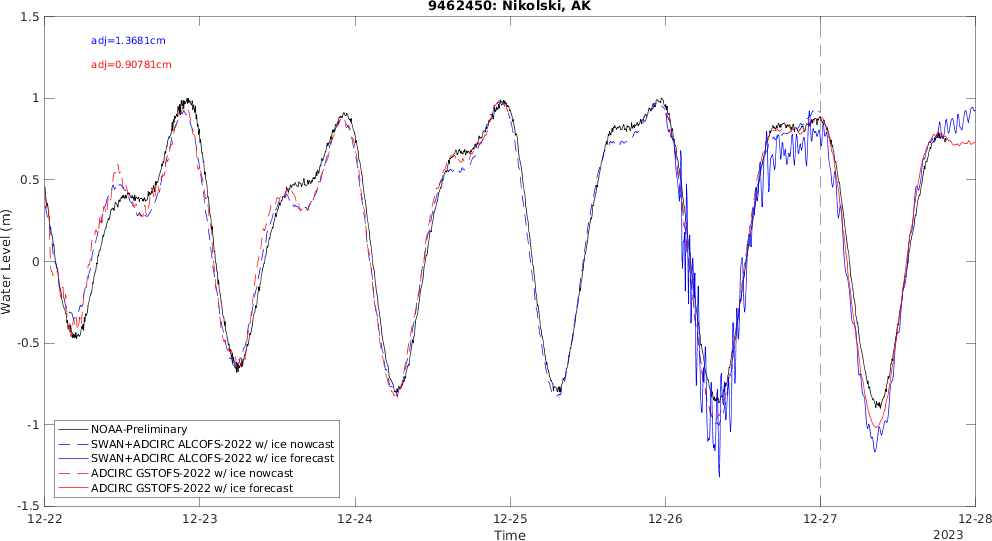 9462450: Nikolski, AK
adj=1.3681cm
adj=0.90781cm
Water Level (m)
1.5
1
0.5
0
-0.5
-1
-1.5
NOAA-Preliminary
SWAN+ADCIRC ALCOFS-2022 w/ ice nowcast
SWAN+ADCIRC ALCOFS-2022 w/ ice forecast
ADCIRC GSTOFS-2022 w/ ice nowcast
ADCIRC GSTOFS-2022 w/ ice forecast
12-22 12-23 12-24 12-25 12-26 12-27 12-28
Time
2023